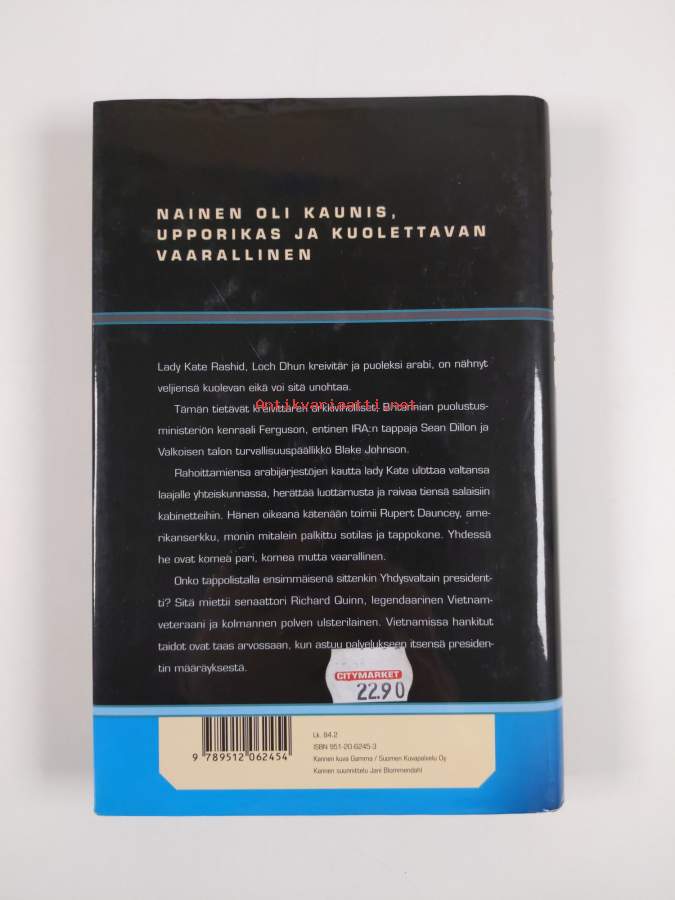 NAINEN OLI KAUNIS,
UPPORIKAS JA KUOLETTAVAN
VAARALLINEN
Lady Kate Rashid, Loch Dhun kreivitär ja puoleksi arabi, on nähnyt
veljiensä kuolevan eikä voi sitä unohtaa.
Antikvariaatti.net
Tämän tietävät kreivittären arkkiviholliset, Britannian puolustus-
ministeriön kenraali Ferguson, entinen IRA:n tappaja Sean Dillon ja
Valkoisen talon turvallisuuspäällikkö Blake Johnson.
Rahoittamiensa arabijärjestöjen kautta lady Kate ulottaa valtansa
laajalle yhteiskunnassa, herättää luottamusta ja raivaa tiensä salaisiin
kabinetteihin. Hänen oikeana kätenään toimii Rupert Dauncey, ame-
rikanserkku, monin mitalein palkittu sotilas ja tappokone. Yhdessä
he ovat komea pari, komea mutta vaarallinen.
Onko tappolistalla ensimmäisenä sittenkin Yhdysvaltain president-
ti? Sitä miettii senaattori Richard Quinn, legendaarinen Vietnam-
veteraani ja kolmannen polven ulsterilainen. Vietnamissa hankitut
taidot ovat taas arvossaan, kun astuu palvelukseen itsensä presiden-
tin määräyksestä.
CITYMARKET
22.90
9 789512 062454
Lk. 84.2
ISBN 951-20-6245-3
Kannen kuva Gamma / Suomen Kuvapalvelu Oy
Kannen suunnittelu Jani Blommendahl